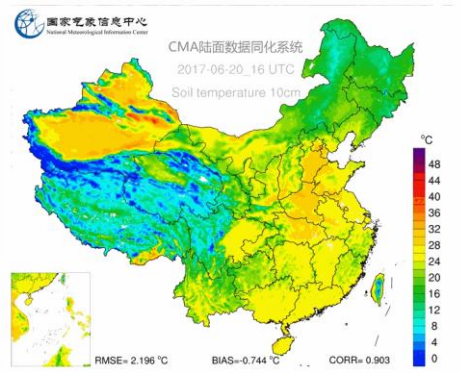 国家气象信息中心
National Meteorological Information Center
CMA陆面数据同化系统
2017-06-20_16 UTC
Soil temperature 10cm
°C
48
44
40
36
32
28
24
20
16
12
8
4
0
RMSE= 2.196 °C
BIAS=-0.744 °C
CORR= 0.903